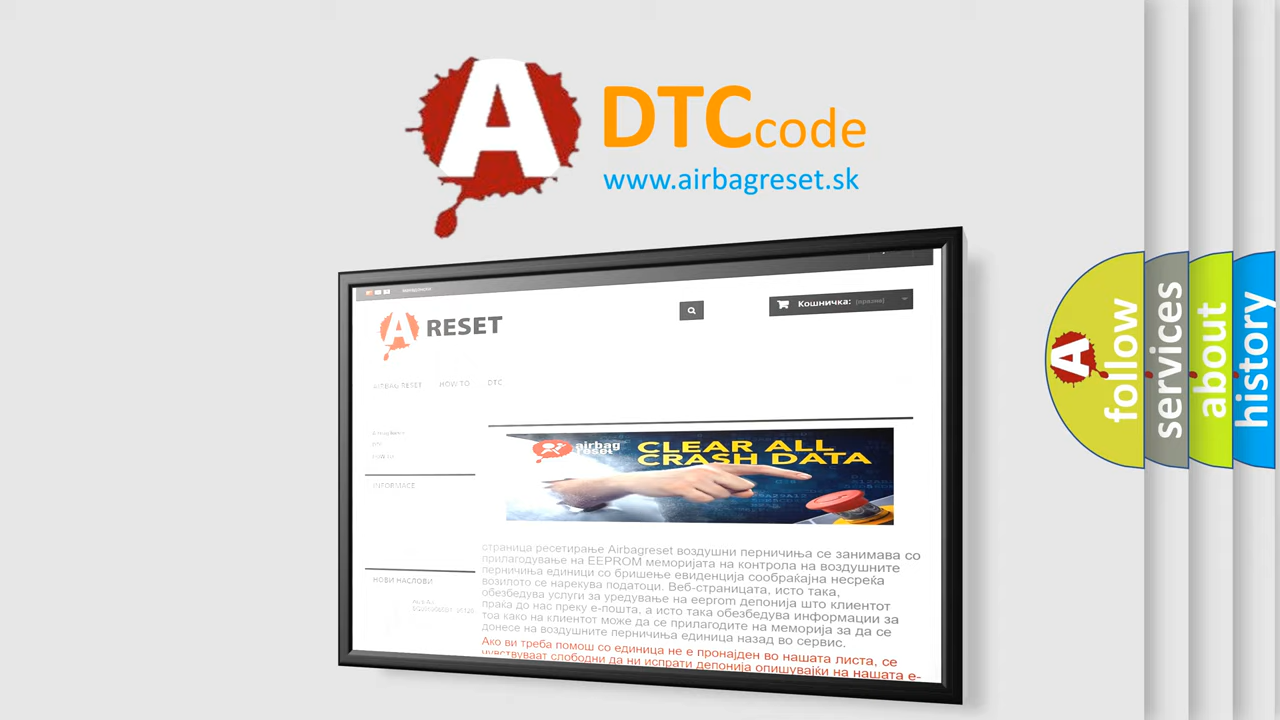 A
DTCcode
www.airbagreset.sk
A RESET
Кошничка: (празни)
AIRBAG RESET HOW TO DTC
airbag
reset
CLEAR ALL
CRASH DATA
INFORMACE
страница ресетирање Airbagreset воздушни перничиња се занимава со
прилагодување на EEPROM меморијата на контрола на воздушните
перничиња единици со бришење евиденција сообраќајна несреќа
возилото се нарекува податоци. Веб-страницата, исто така,
обезбедува услуги за уредување на eeprom депонија што клиентот
праќа до нас преку е-пошта, а исто така обезбедува информации за
тоа како на клиентот може да се прилагодите на меморија за да се
донесе на воздушните перничиња единица назад во сервис.
НОВИ НАСЛОВИ
Ако ви треба помош со единица не е пронајден во нашата листа, се
чувствуваат слободни да ни испрати депонија опишувајќи на нашата е-
A
follow
services
about
history